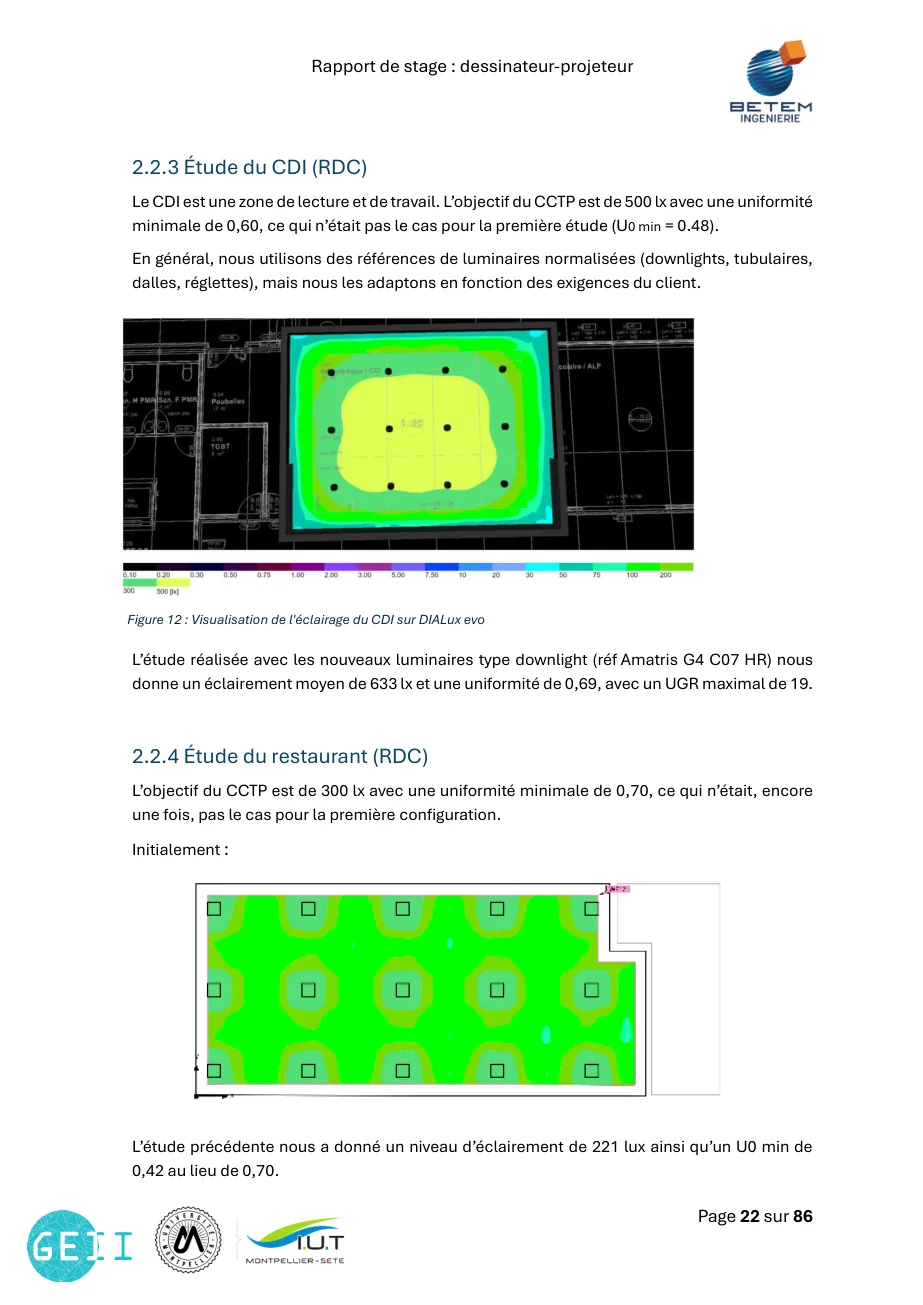 Rapport de stage : dessinateur-projeteur
BETEM
INGENIERIE
2.2.3 Étude du CDI (RDC)
Le CDI est une zone de lecture et de travail. L’objectif du CCTP est de 500 lx avec une uniformité
minimale de 0,60, ce qui n’était pas le cas pour la première étude (U0 min = 0.48).
En général, nous utilisons des références de luminaires normalisées (downlights, tubulaires,
dalles, réglettes), mais nous les adaptons en fonction des exigences du client.
Poubelles
TGBT
/ CDI
/ ALP
0.10 0.20 0.30 0.50 0.75 1.00 2.00 3.00 5.00 7.50 10 20 30 50 75 100 200
300 500 [lx]
Figure 12 : Visualisation de l'éclairage du CDI sur DIALux evo
L’étude réalisée avec les nouveaux luminaires type downlight (réf Amatris G4 C07 HR) nous
donne un éclairement moyen de 633 lx et une uniformité de 0,69, avec un UGR maximal de 19.
2.2.4 Étude du restaurant (RDC)
L’objectif du CCTP est de 300 lx avec une uniformité minimale de 0,70, ce qui n’était, encore
une fois, pas le cas pour la première configuration.
Initialement :
L’étude précédente nous a donné un niveau d’éclairement de 221 lux ainsi qu’un U0 min de
0,42 au lieu de 0,70.
Page 22 sur 86
GEII
UNIVERSITÉ
MONTPELLIER
I.U.T
MONTPELLIER - SETE